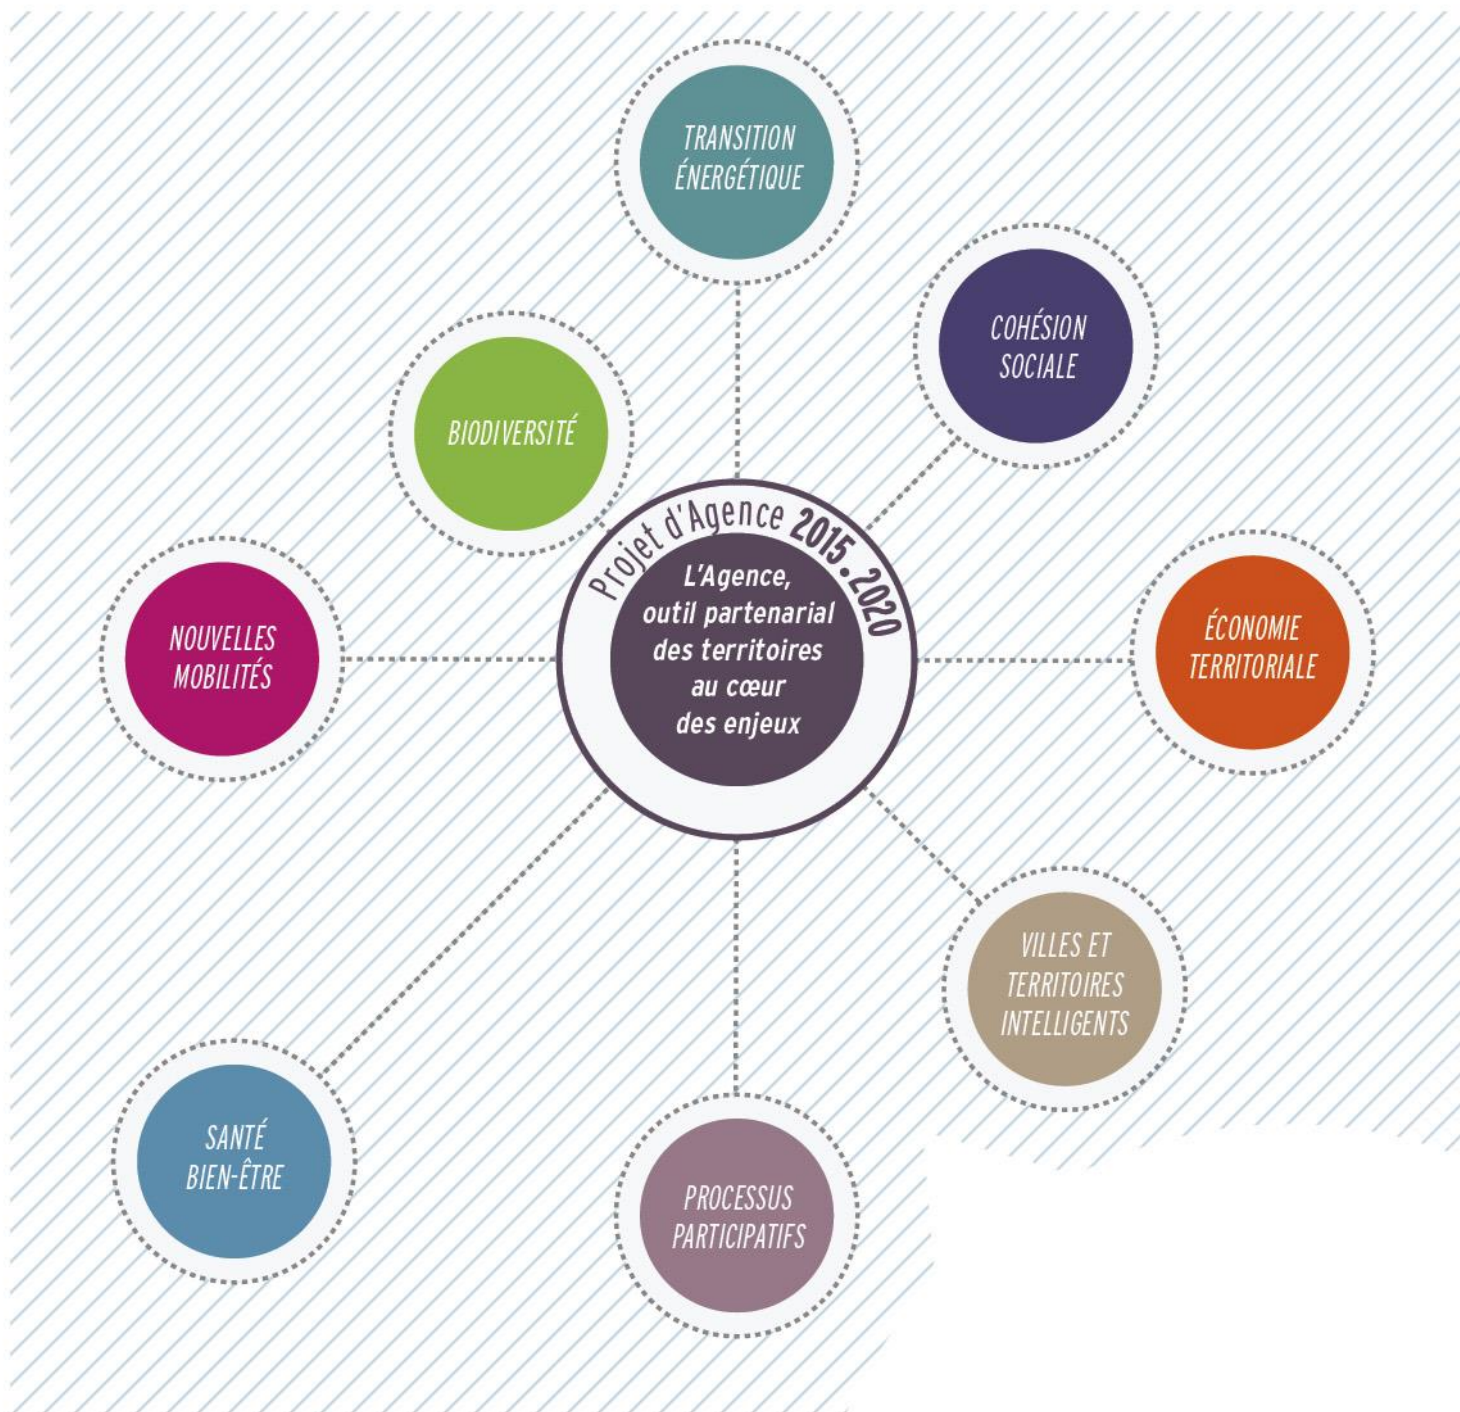 TRANSITION
ÉNERGÉTIQUE
COHÉSION
SOCIALE
BIODIVERSITÉ
Projet d'Agence 2015.2020
L'Agence,
outil partenarial
des territoires
au cœur
des enjeux
NOUVELLES
MOBILITÉS
ÉCONOMIE
TERRITORIALE
VILLES ET
TERRITOIRES
INTELLIGENTS
SANTÉ
BIEN-ÊTRE
PROCESSUS
PARTICIPATIFS